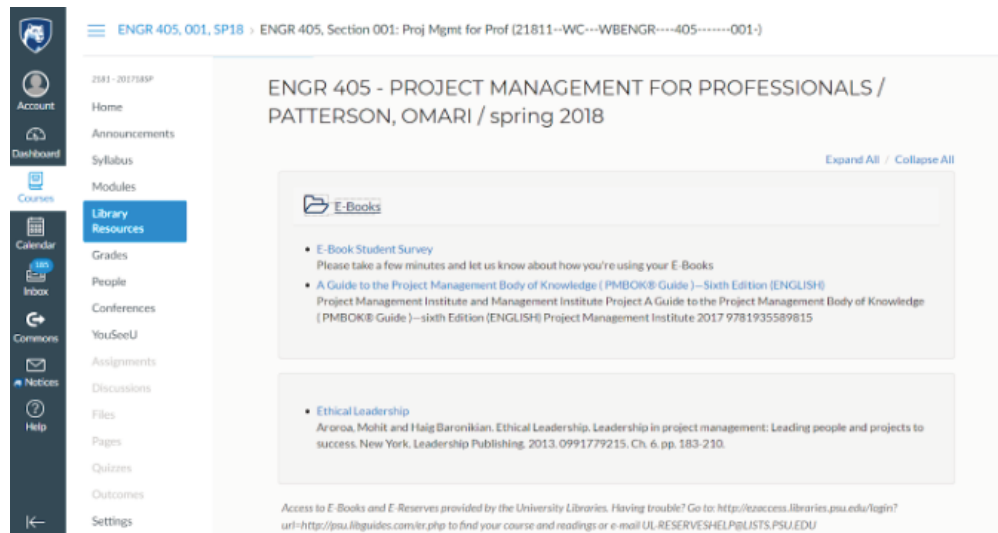 ENGR 405, 001, SP18 › ENGR 405, Section 001: Proj Mgmt for Prof (21811--WC---WBENGR----405-------001-)
Account
Dashboard
Courses
Calendar
Inbox
Commons
Notices
Help
2181 - 201718SP
Home
Announcements
Syllabus
Modules
Library
Resources
Grades
People
Conferences
YouSeeU
Assignments
Discussions
Files
Pages
Quizzes
Outcomes
Settings
ENGR 405 - PROJECT MANAGEMENT FOR PROFESSIONALS /
PATTERSON, OMARI / spring 2018
Expand All / Collapse All
E-Books
• E-Book Student Survey
Please take a few minutes and let us know about how you're using your E-Books
• A Guide to the Project Management Body of Knowledge ( PMBOK® Guide )—Sixth Edition (ENGLISH)
Project Management Institute and Management Institute Project A Guide to the Project Management Body of Knowledge
( PMBOK® Guide )—sixth Edition (ENGLISH) Project Management Institute 2017 9781935589815
• Ethical Leadership
Aroroa, Mohit and Haig Baronikian. Ethical Leadership. Leadership in project management: Leading people and projects to
success. New York. Leadership Publishing. 2013. 0991779215. Ch. 6. pp. 183-210.
Access to E-Books and E-Reserves provided by the University Libraries. Having trouble? Go to: http://ezaccess.libraries.psu.edu/login?
url=http://psu.libguides.com/er.php to find your course and readings or e-mail UL-RESERVESHELP@LISTS.PSU.EDU